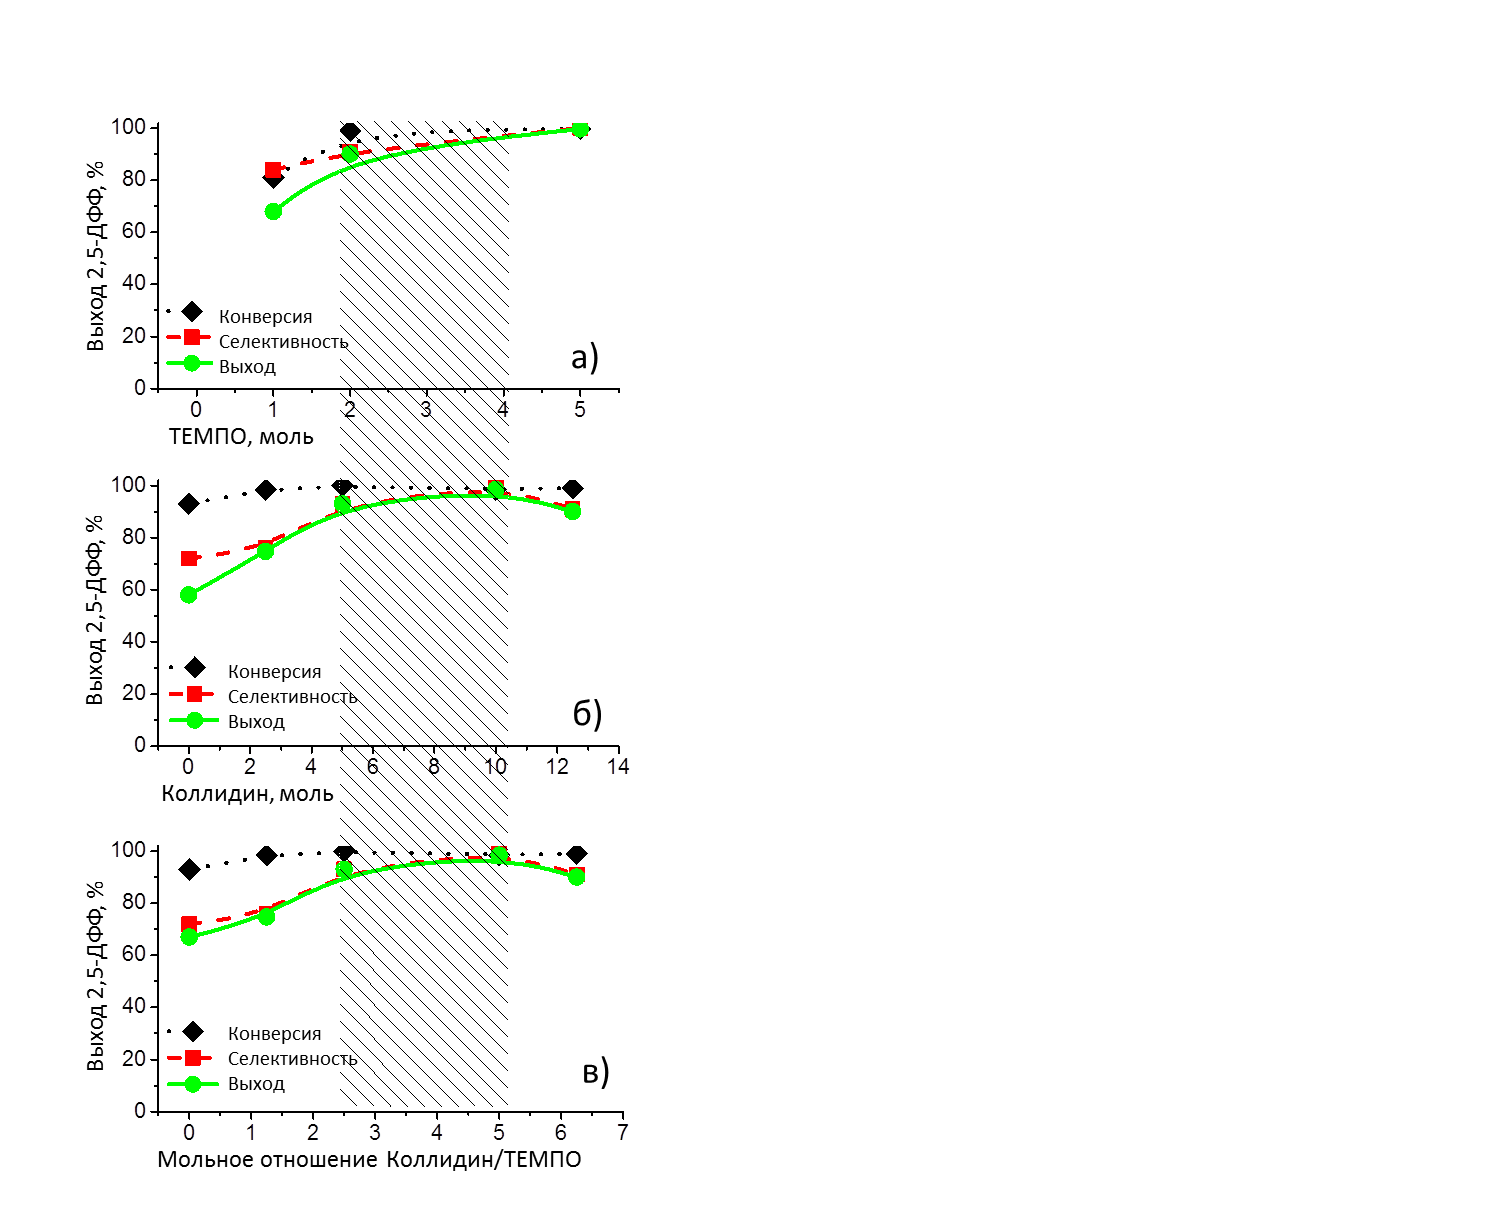 100
80
60
40
20
0
Выход 2,5-ДФФ, %
Конверсия
Селективность
Выход
а)
0 1 2 3 4 5
ТЕМПО, моль
100
80
60
40
20
0
Выход 2,5-ДФФ, %
Конверсия
Селективность
Выход
б)
0 2 4 6 8 10 12 14
Коллидин, моль
100
80
60
40
20
0
Выход 2,5-ДФФ, %
Конверсия
Селективность
Выход
в)
0 1 2 3 4 5 6 7
Мольное отношение Коллидин/ТЕМПО